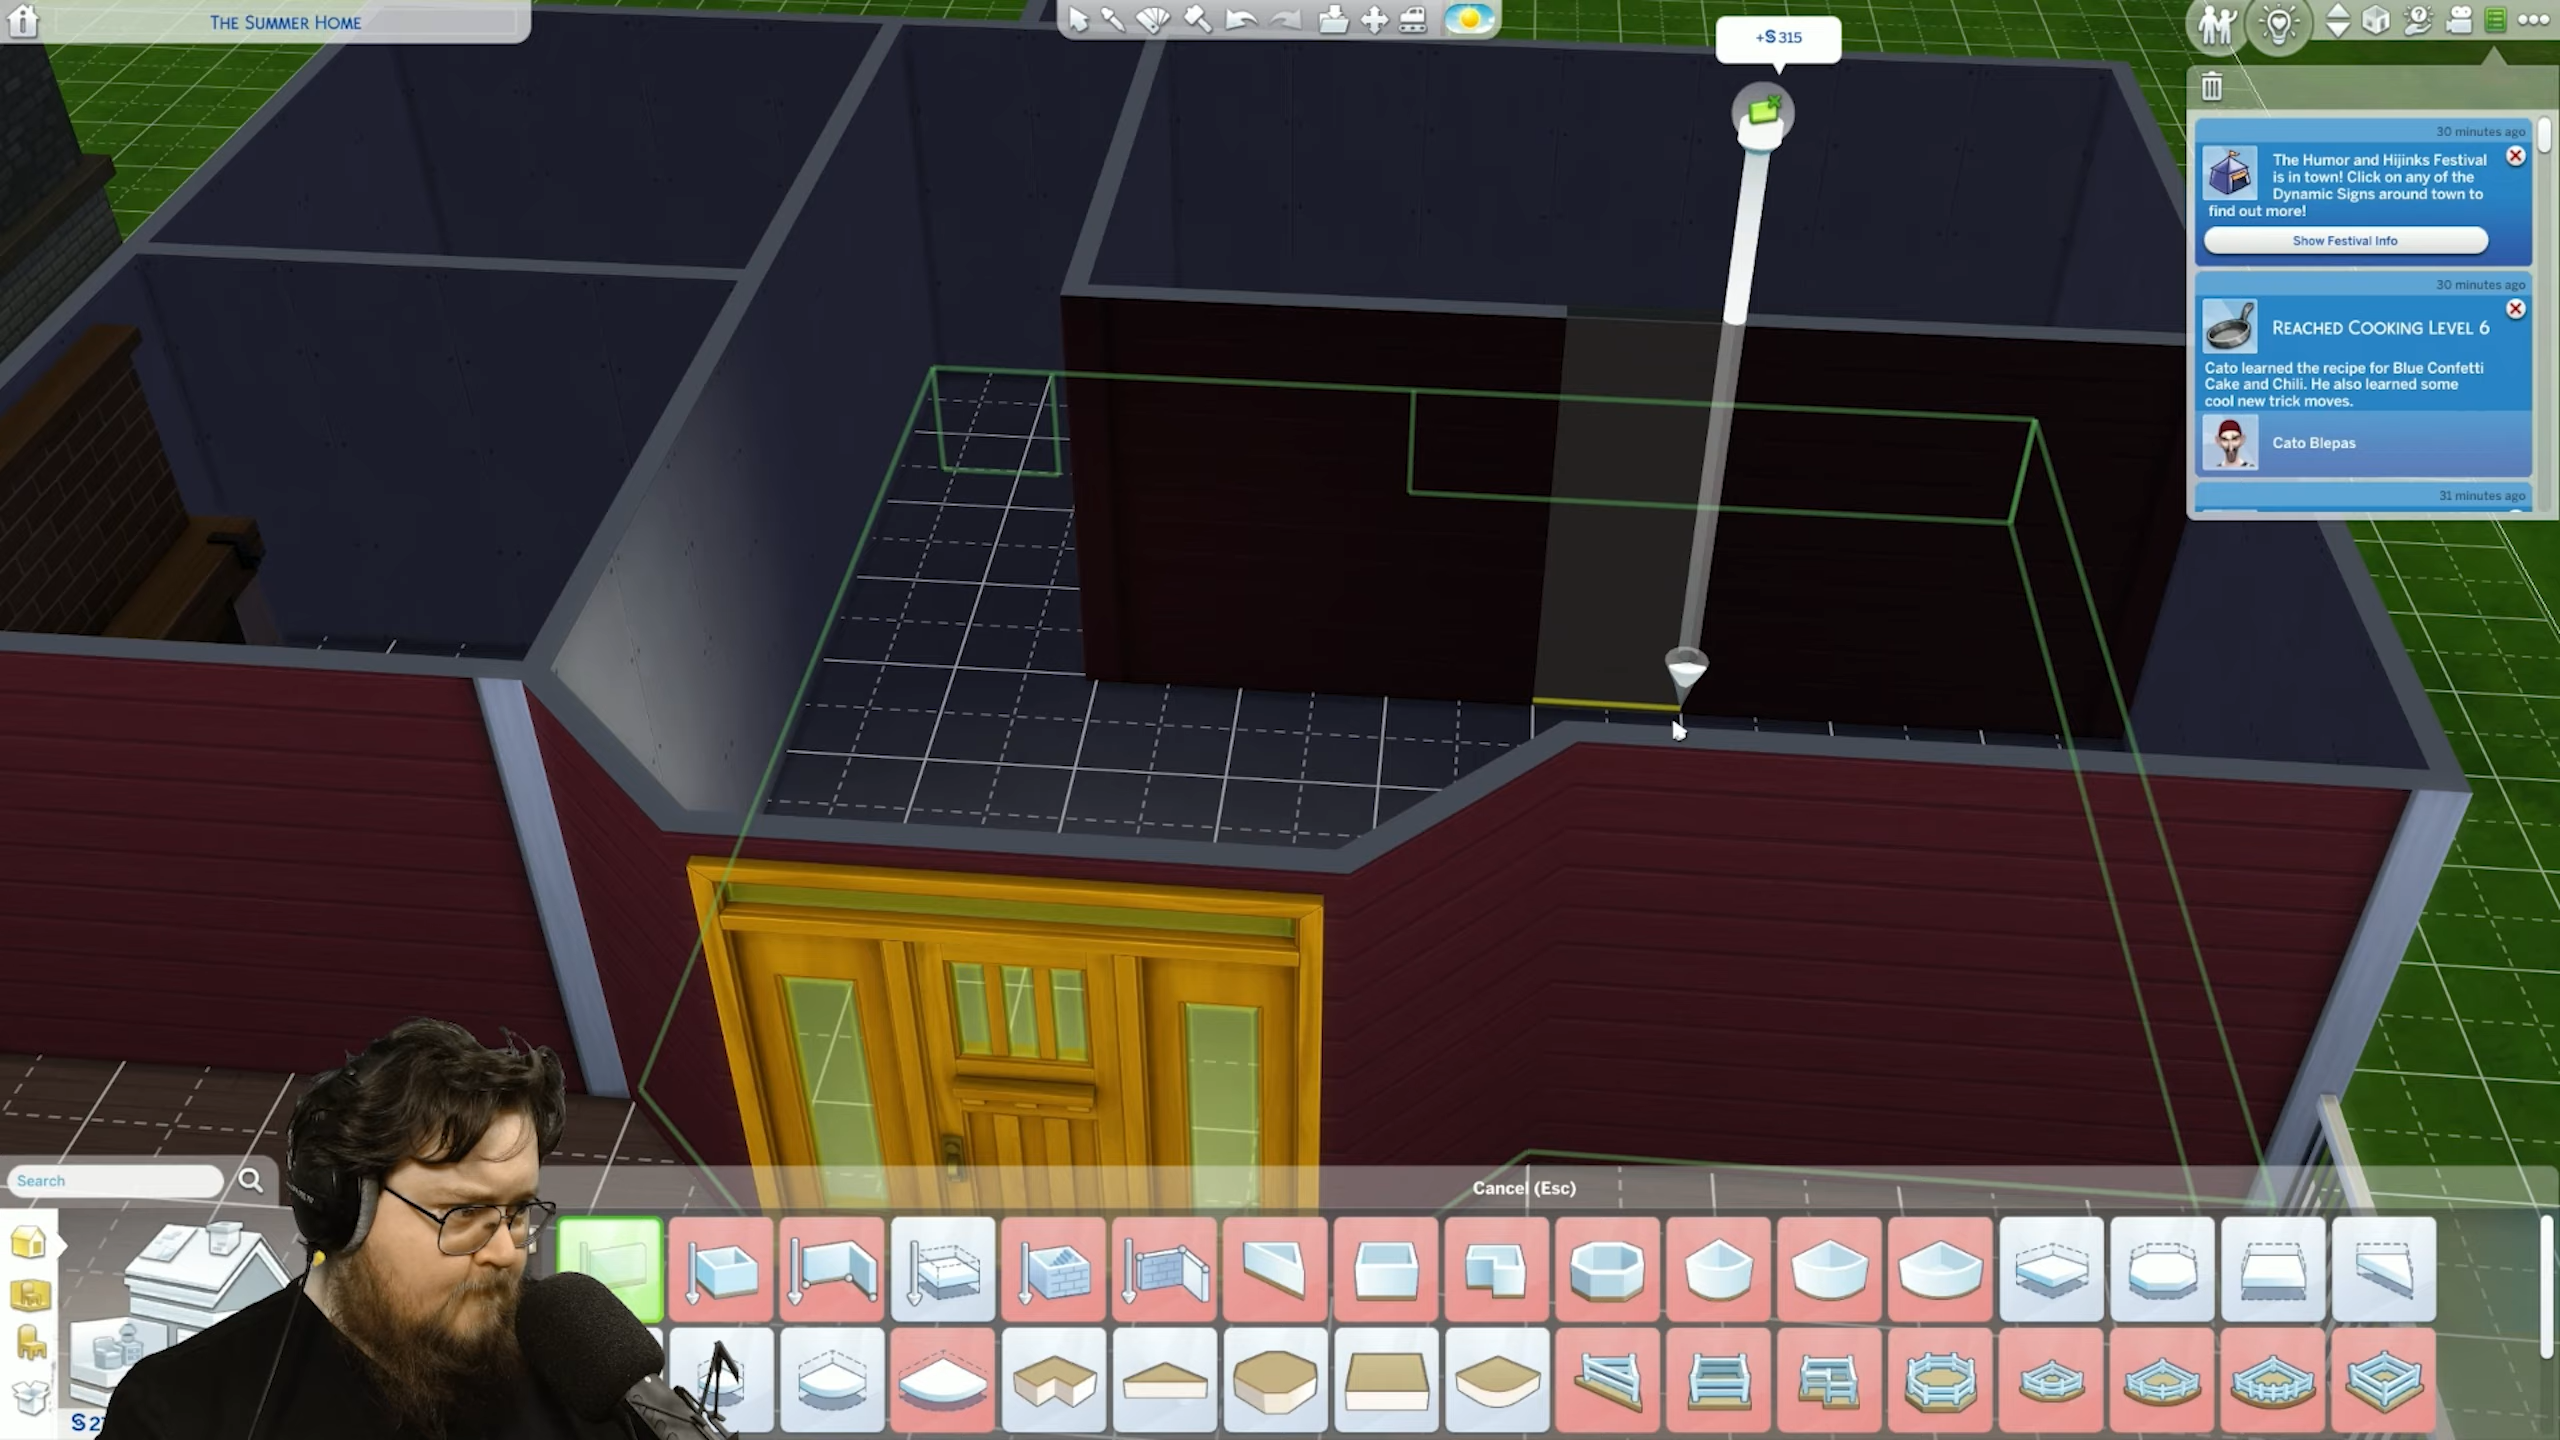 THE SUMMER HOME
+§315
30 minutes ago
The Humor and Hijinks Festival
is in town! Click on any of the
Dynamic Signs around town to
find out more!
Show Festival Info
30 minutes ago
REACHED COOKING LEVEL 6
Cato learned the recipe for Blue Confetti
Cake and Chili. He also learned some
cool new trick moves.
Cato Blepas
31 minutes ago
Search
Cancel (Esc)